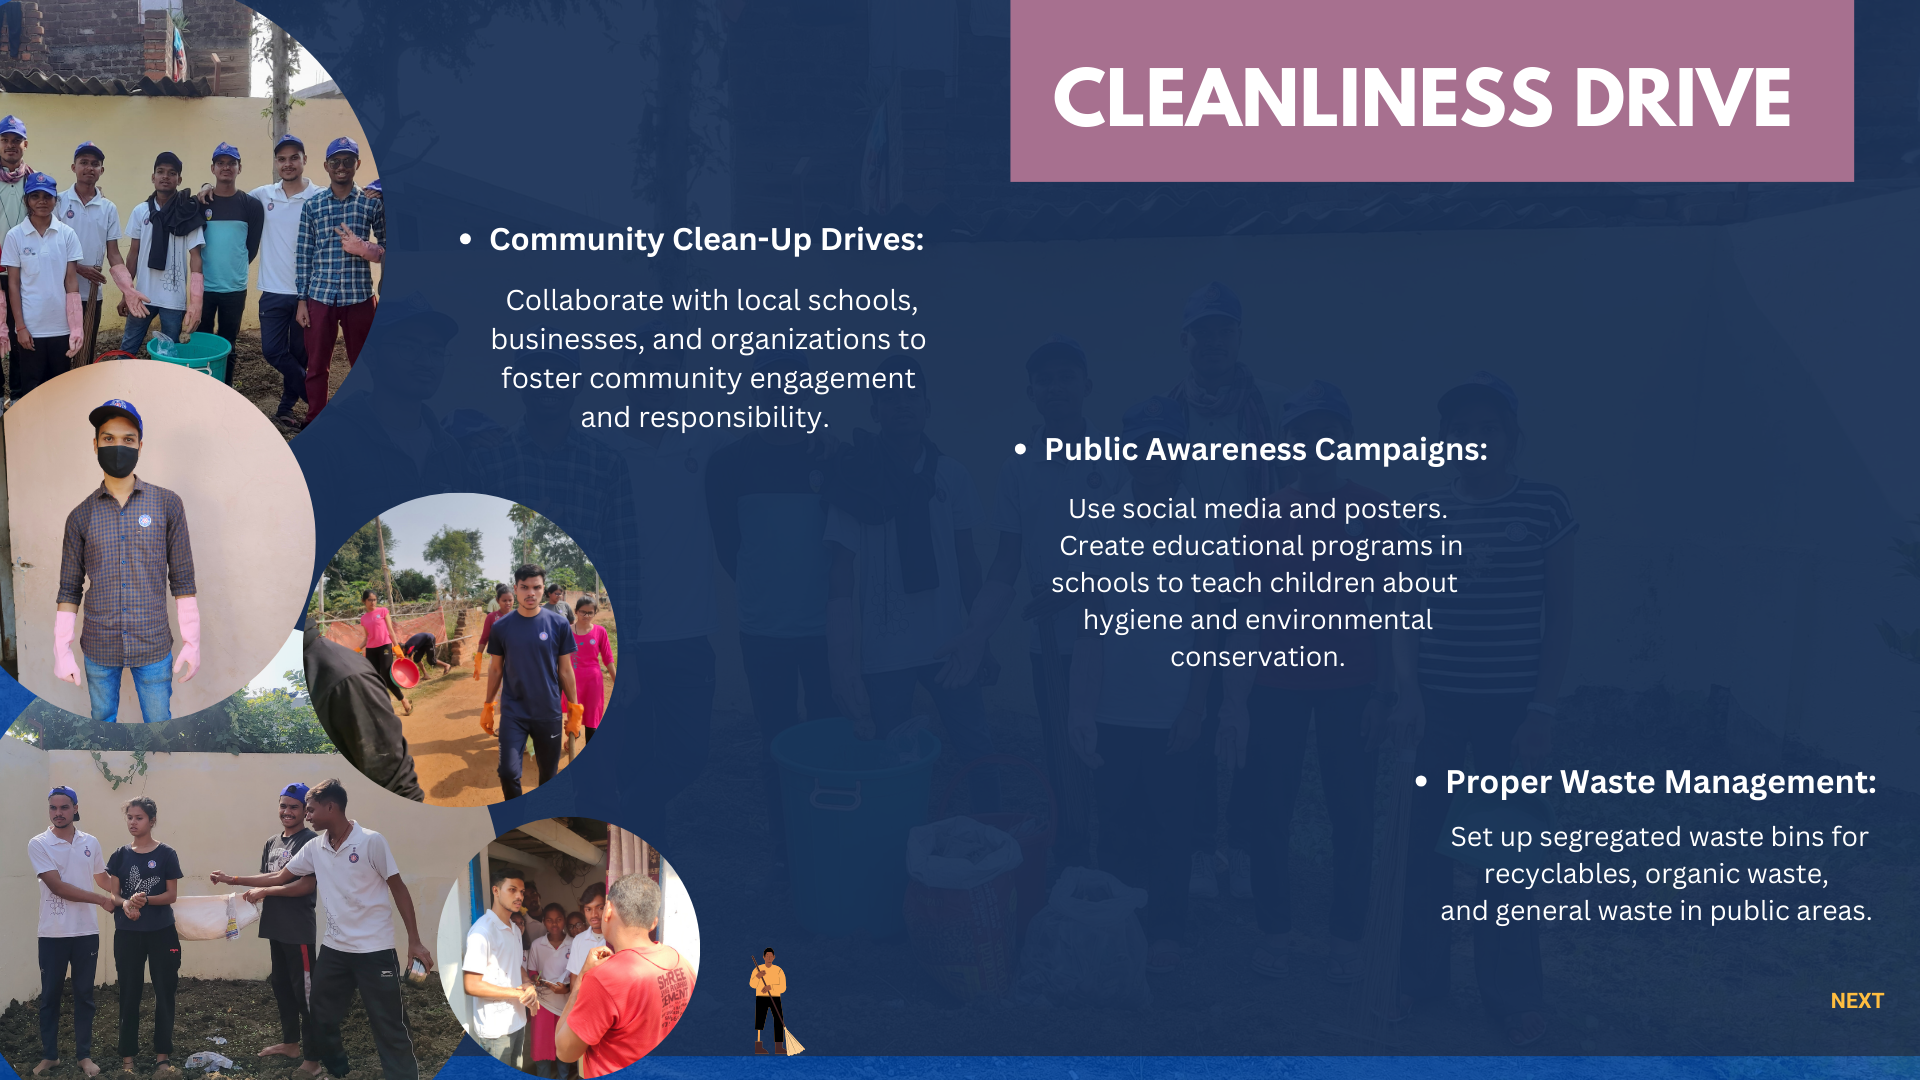 CLEANLINESS DRIVE
• Community Clean-Up Drives:
Collaborate with local schools,
businesses, and organizations to
foster community engagement
and responsibility.
• Public Awareness Campaigns:
Use social media and posters.
Create educational programs in
schools to teach children about
hygiene and environmental
conservation.
• Proper Waste Management:
Set up segregated waste bins for
recyclables, organic waste,
and general waste in public areas.
SHREE
CEMENT
NEXT